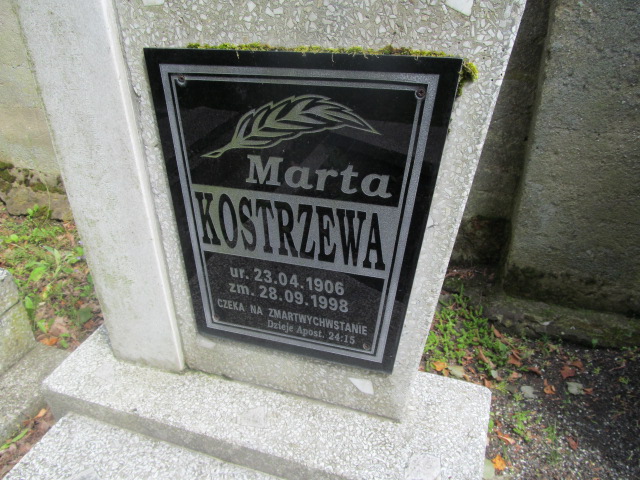 Marta
KOSTRZEWA
ur. 23.04.1906
zm. 28.09.1998
CZEKA NA ZMARTWYCHWSTANIE
Dzieje Apost. 24:15